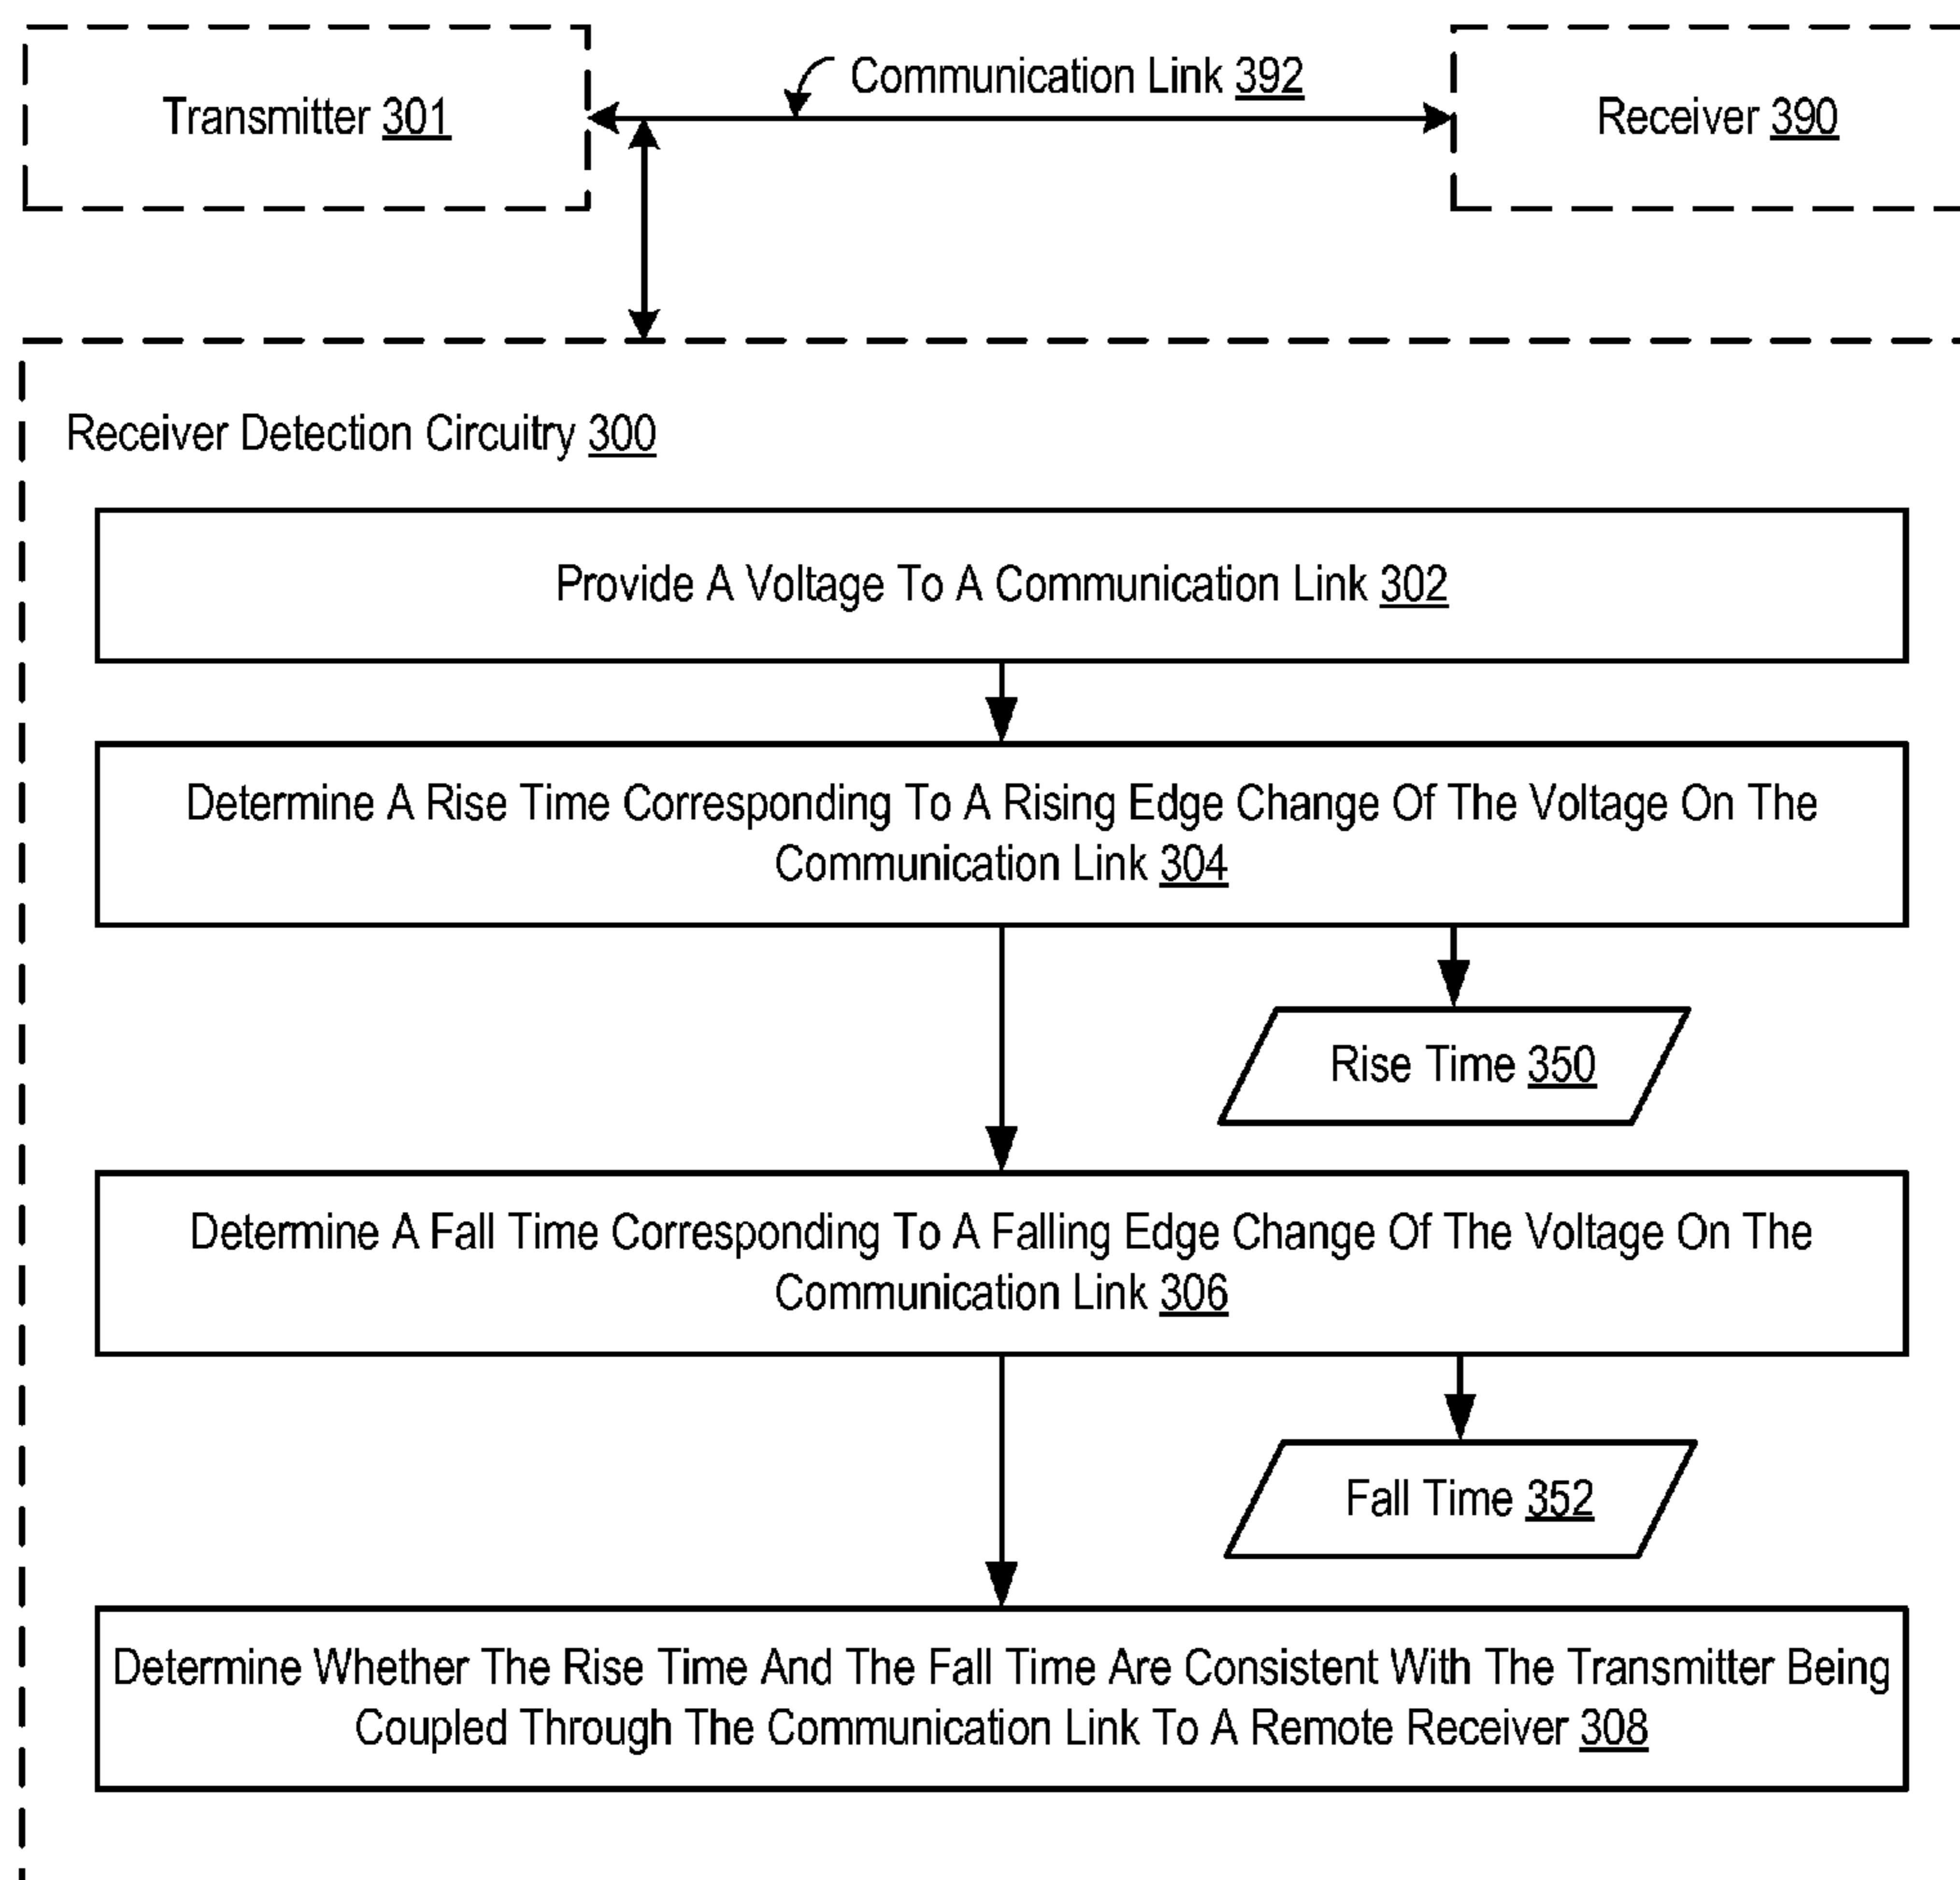 Communication Link 392
Transmitter 301
Receiver 390
Receiver Detection Circuitry 300
Provide A Voltage To A Communication Link 302
Determine A Rise Time Corresponding To A Rising Edge Change Of The Voltage On The
Communication Link 304
Rise Time 350
Determine A Fall Time Corresponding To A Falling Edge Change Of The Voltage On The
Communication Link 306
Fall Time 352
Determine Whether The Rise Time And The Fall Time Are Consistent With The Transmitter Being
Coupled Through The Communication Link To A Remote Receiver 308